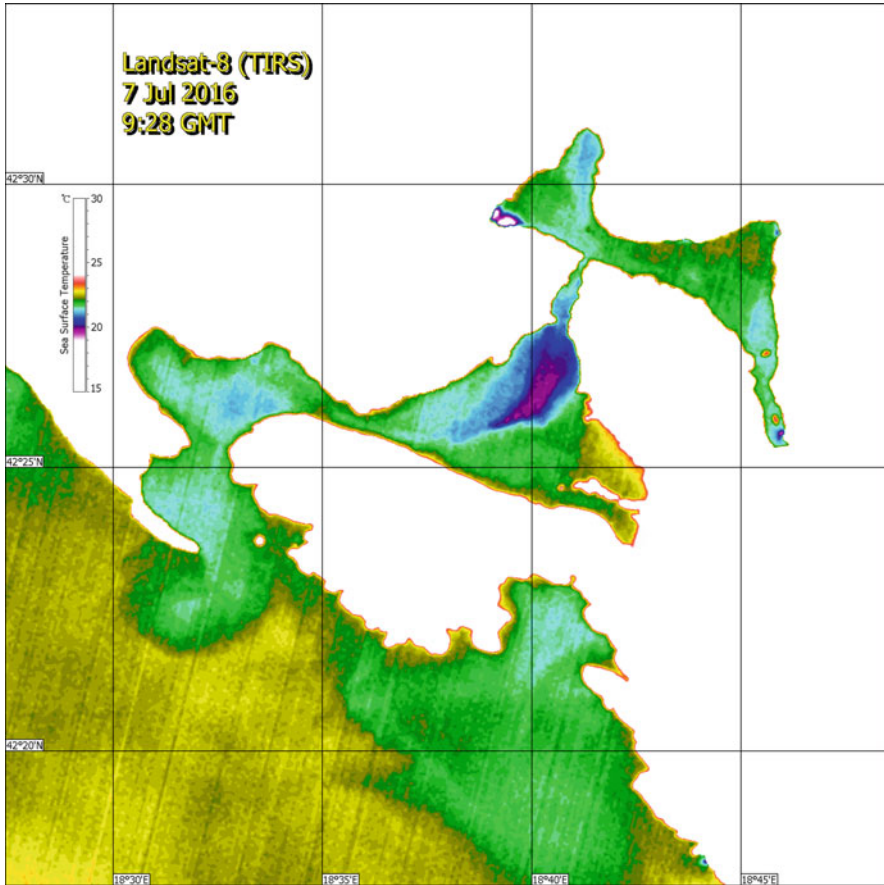 Landsat-8 (TIRS)
7 Jul 2016
9:28 GMT
42°30'N
°C
30
25
20
15
Sea Surface Temperature
42°25'N
42°20'N
18°30'E
18°35'E
18°40'E
18°45'E